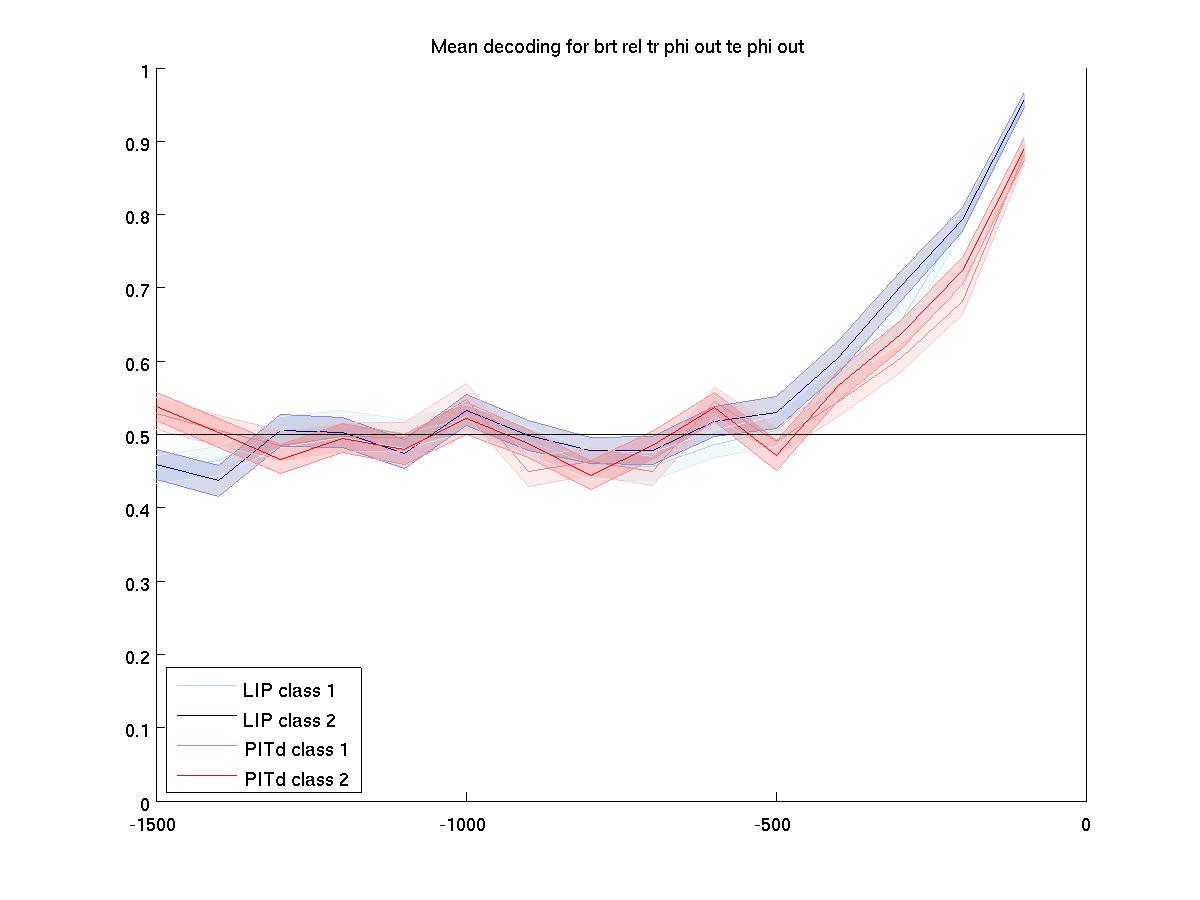 Mean decoding for brt rel tr phi out te phi out
1
0.9
0.8
0.7
0.6
0.5
0.4
0.3
0.2
0.1
0
LIP class 1
LIP class 2
PITd class 1
PITd class 2
-1500 -1000 -500 0